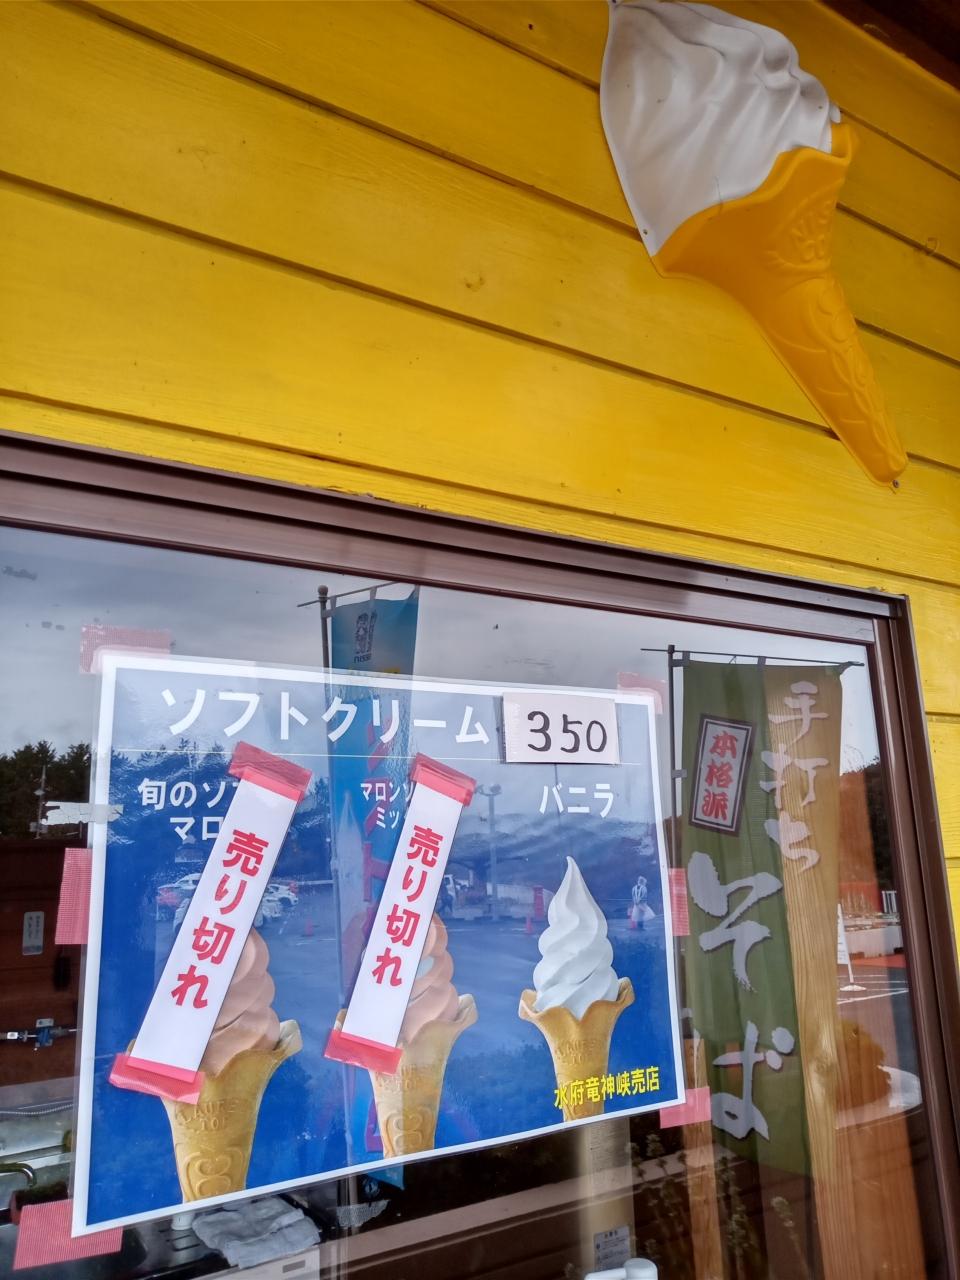 ソフトクリーム
350
旬のソフ
マロ
マロンソ
ミッ
バニラ
売り切れ
売り切れ
水府竜神峡売店
本格派
手打ち
そば